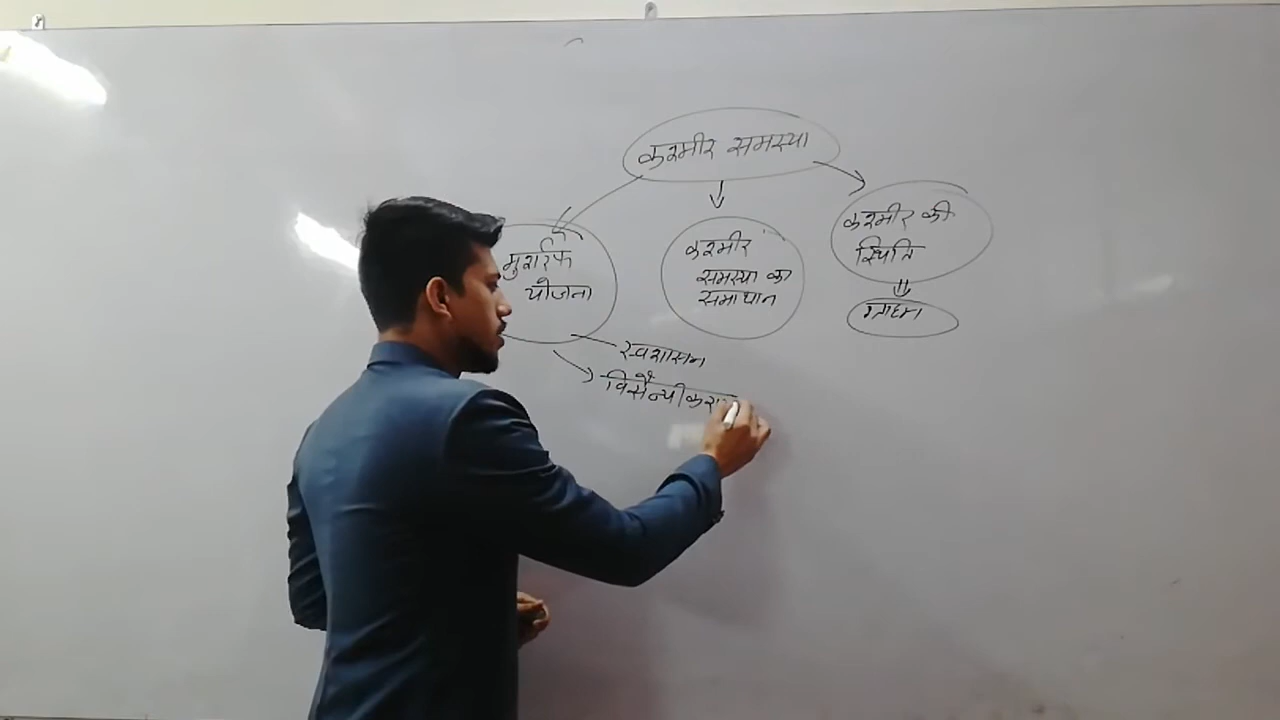 कश्मीर समस्या
मुशर्रफ
योजना
कश्मीर
समस्या का
समाधान
कश्मीर की
स्थिति
स्वशासन
विसैन्यीकरण